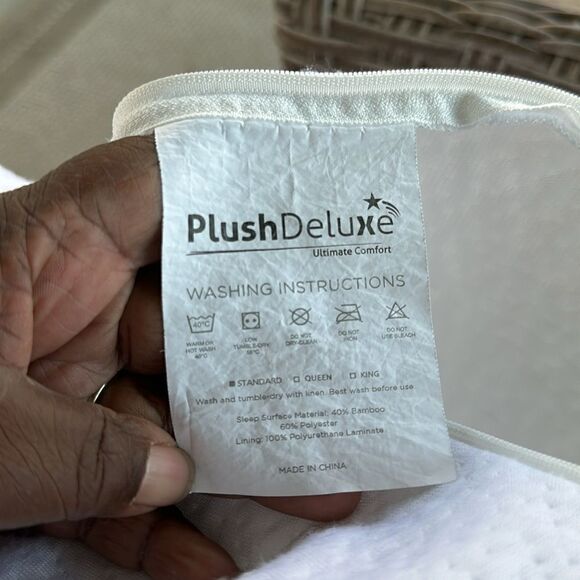 PlushDeluxe
Ultimate Comfort
WASHING INSTRUCTIONS
40°C
WARM OR HOT WASH 40°C
LOW TUMBLE-DRY 55°C
DO NOT DRY-CLEAN
DO NOT IRON
DO NOT USE BLEACH
STANDARD QUEEN KING
Wash and tumble-dry with linen. Best wash before use
Sleep Surface Material: 40% Bamboo
60% Polyester
Lining: 100% Polyurethane Laminate
MADE IN CHINA